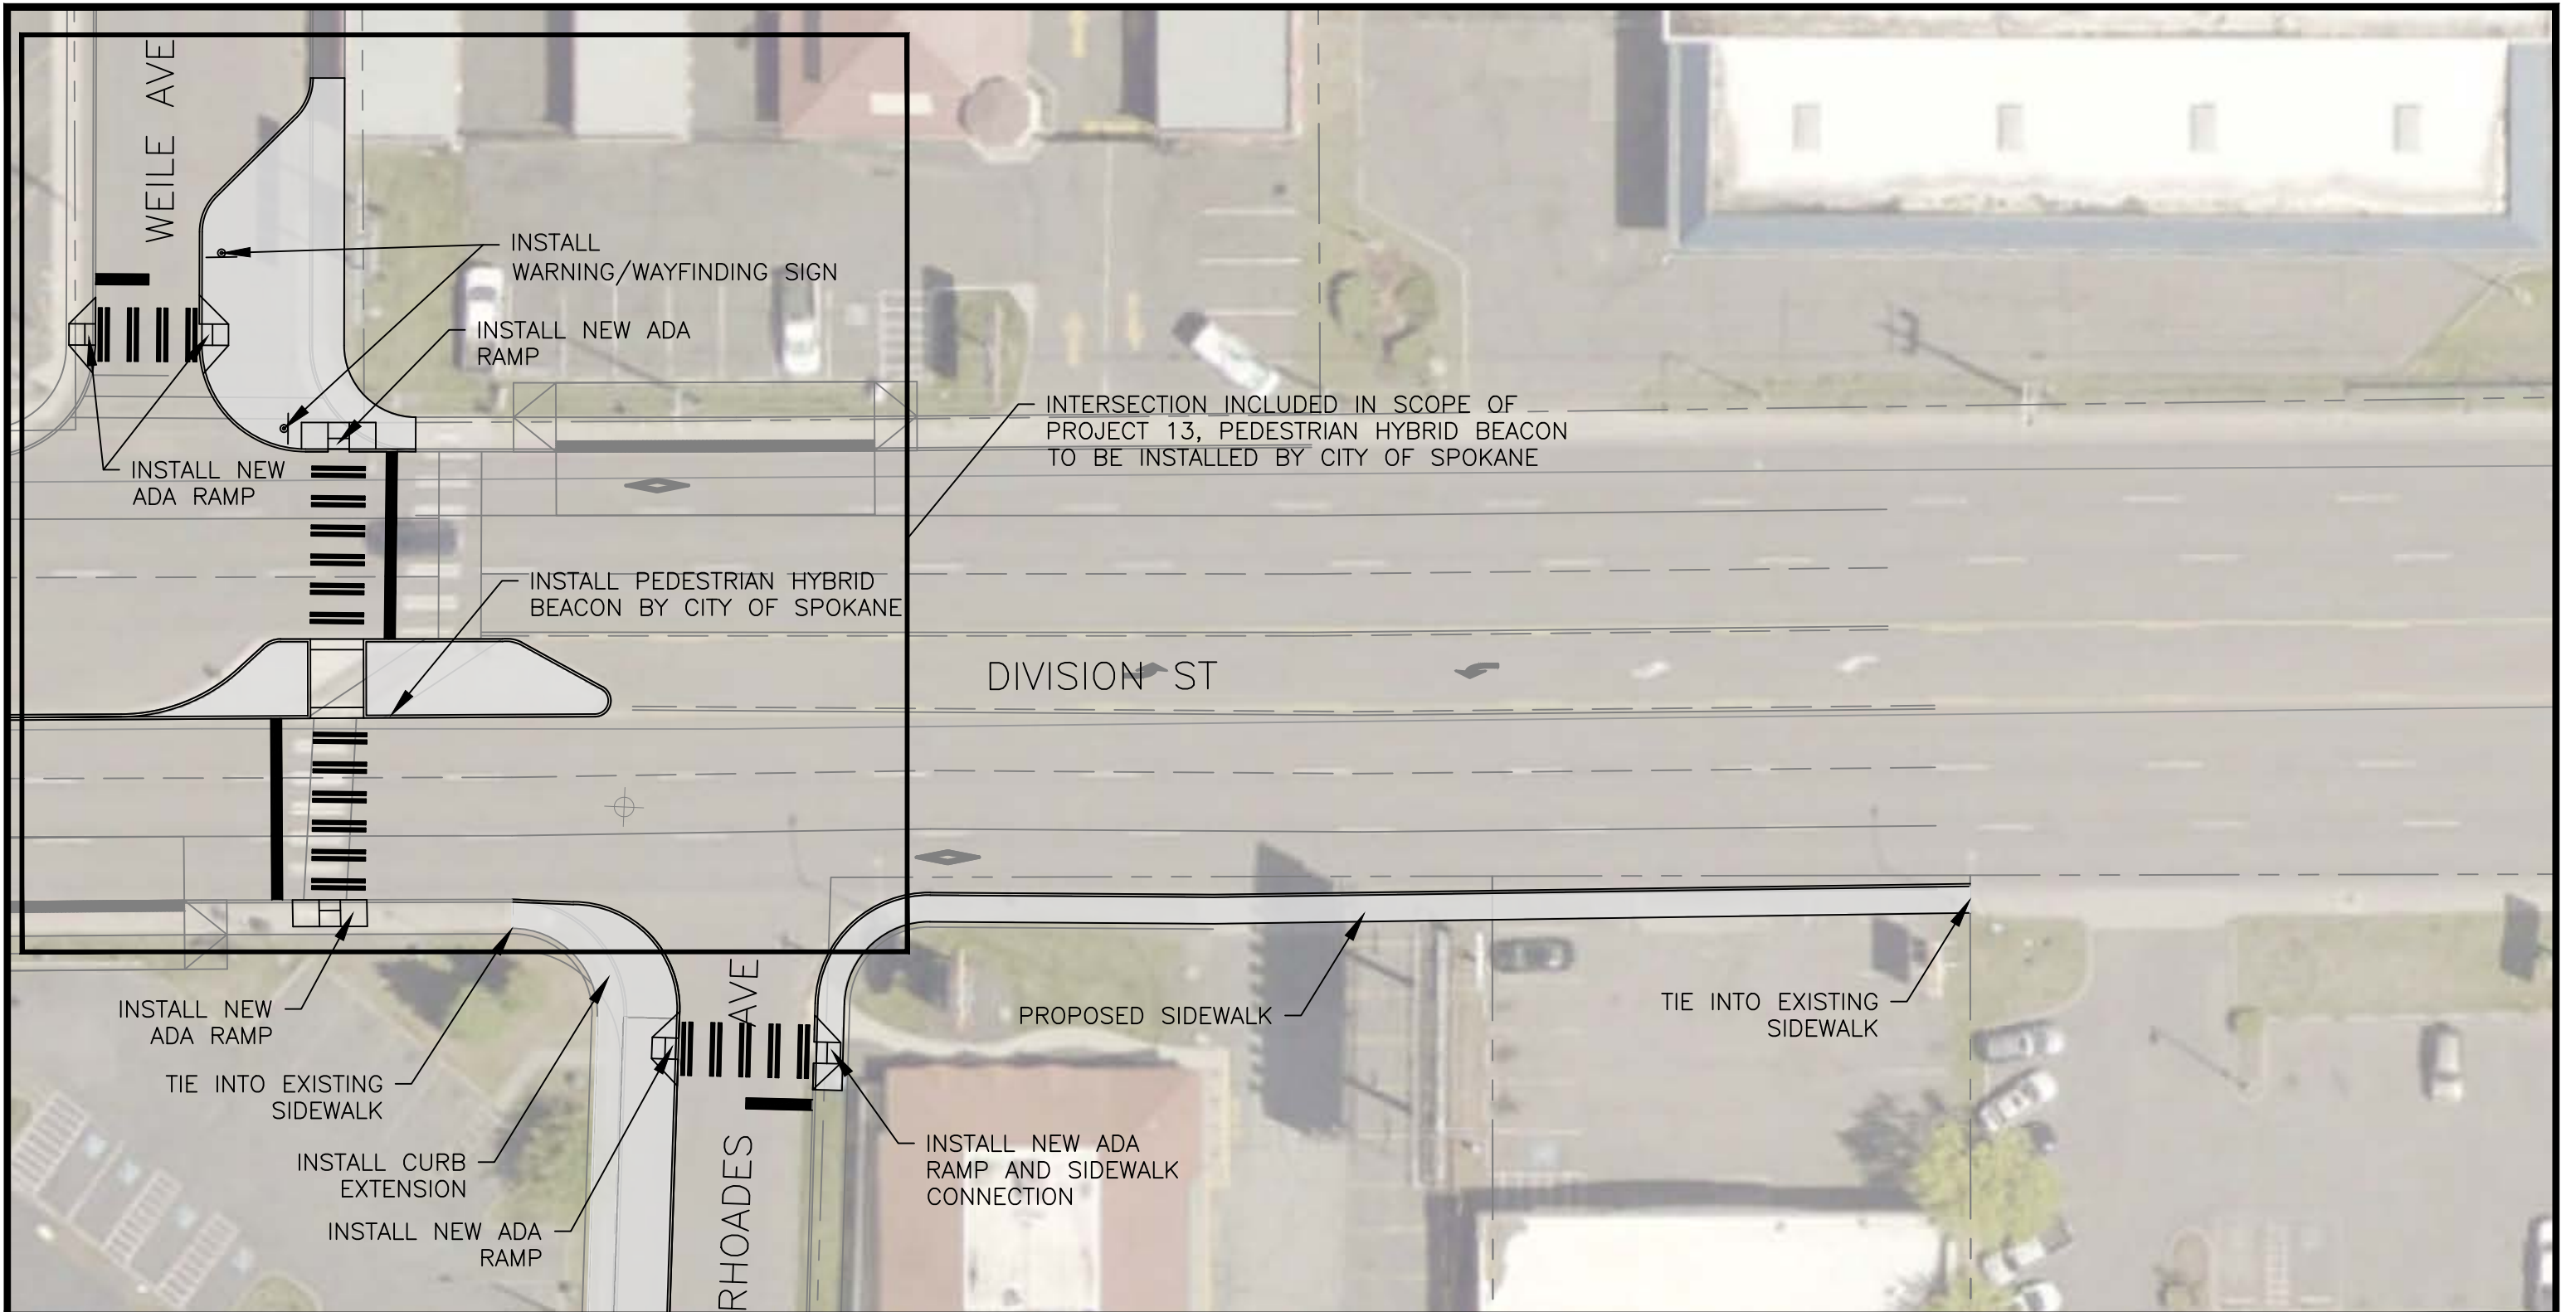 WEILE AVE
INSTALL
WARNING/WAYFINDING SIGN
INSTALL NEW ADA
RAMP
INTERSECTION INCLUDED IN SCOPE OF
PROJECT 13, PEDESTRIAN HYBRID BEACON
TO BE INSTALLED BY CITY OF SPOKANE
INSTALL NEW
ADA RAMP
INSTALL PEDESTRIAN HYBRID
BEACON BY CITY OF SPOKANE
DIVISION ST
INSTALL NEW
ADA RAMP
TIE INTO EXISTING
SIDEWALK
INSTALL CURB
EXTENSION
INSTALL NEW ADA
RAMP
RHOADES AVE
INSTALL NEW ADA
RAMP AND SIDEWALK
CONNECTION
PROPOSED SIDEWALK
TIE INTO EXISTING
SIDEWALK